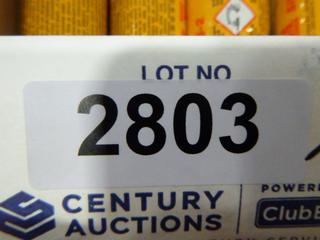 LOT NO
2803
CENTURY
AUCTIONS
POWERE
ClubB